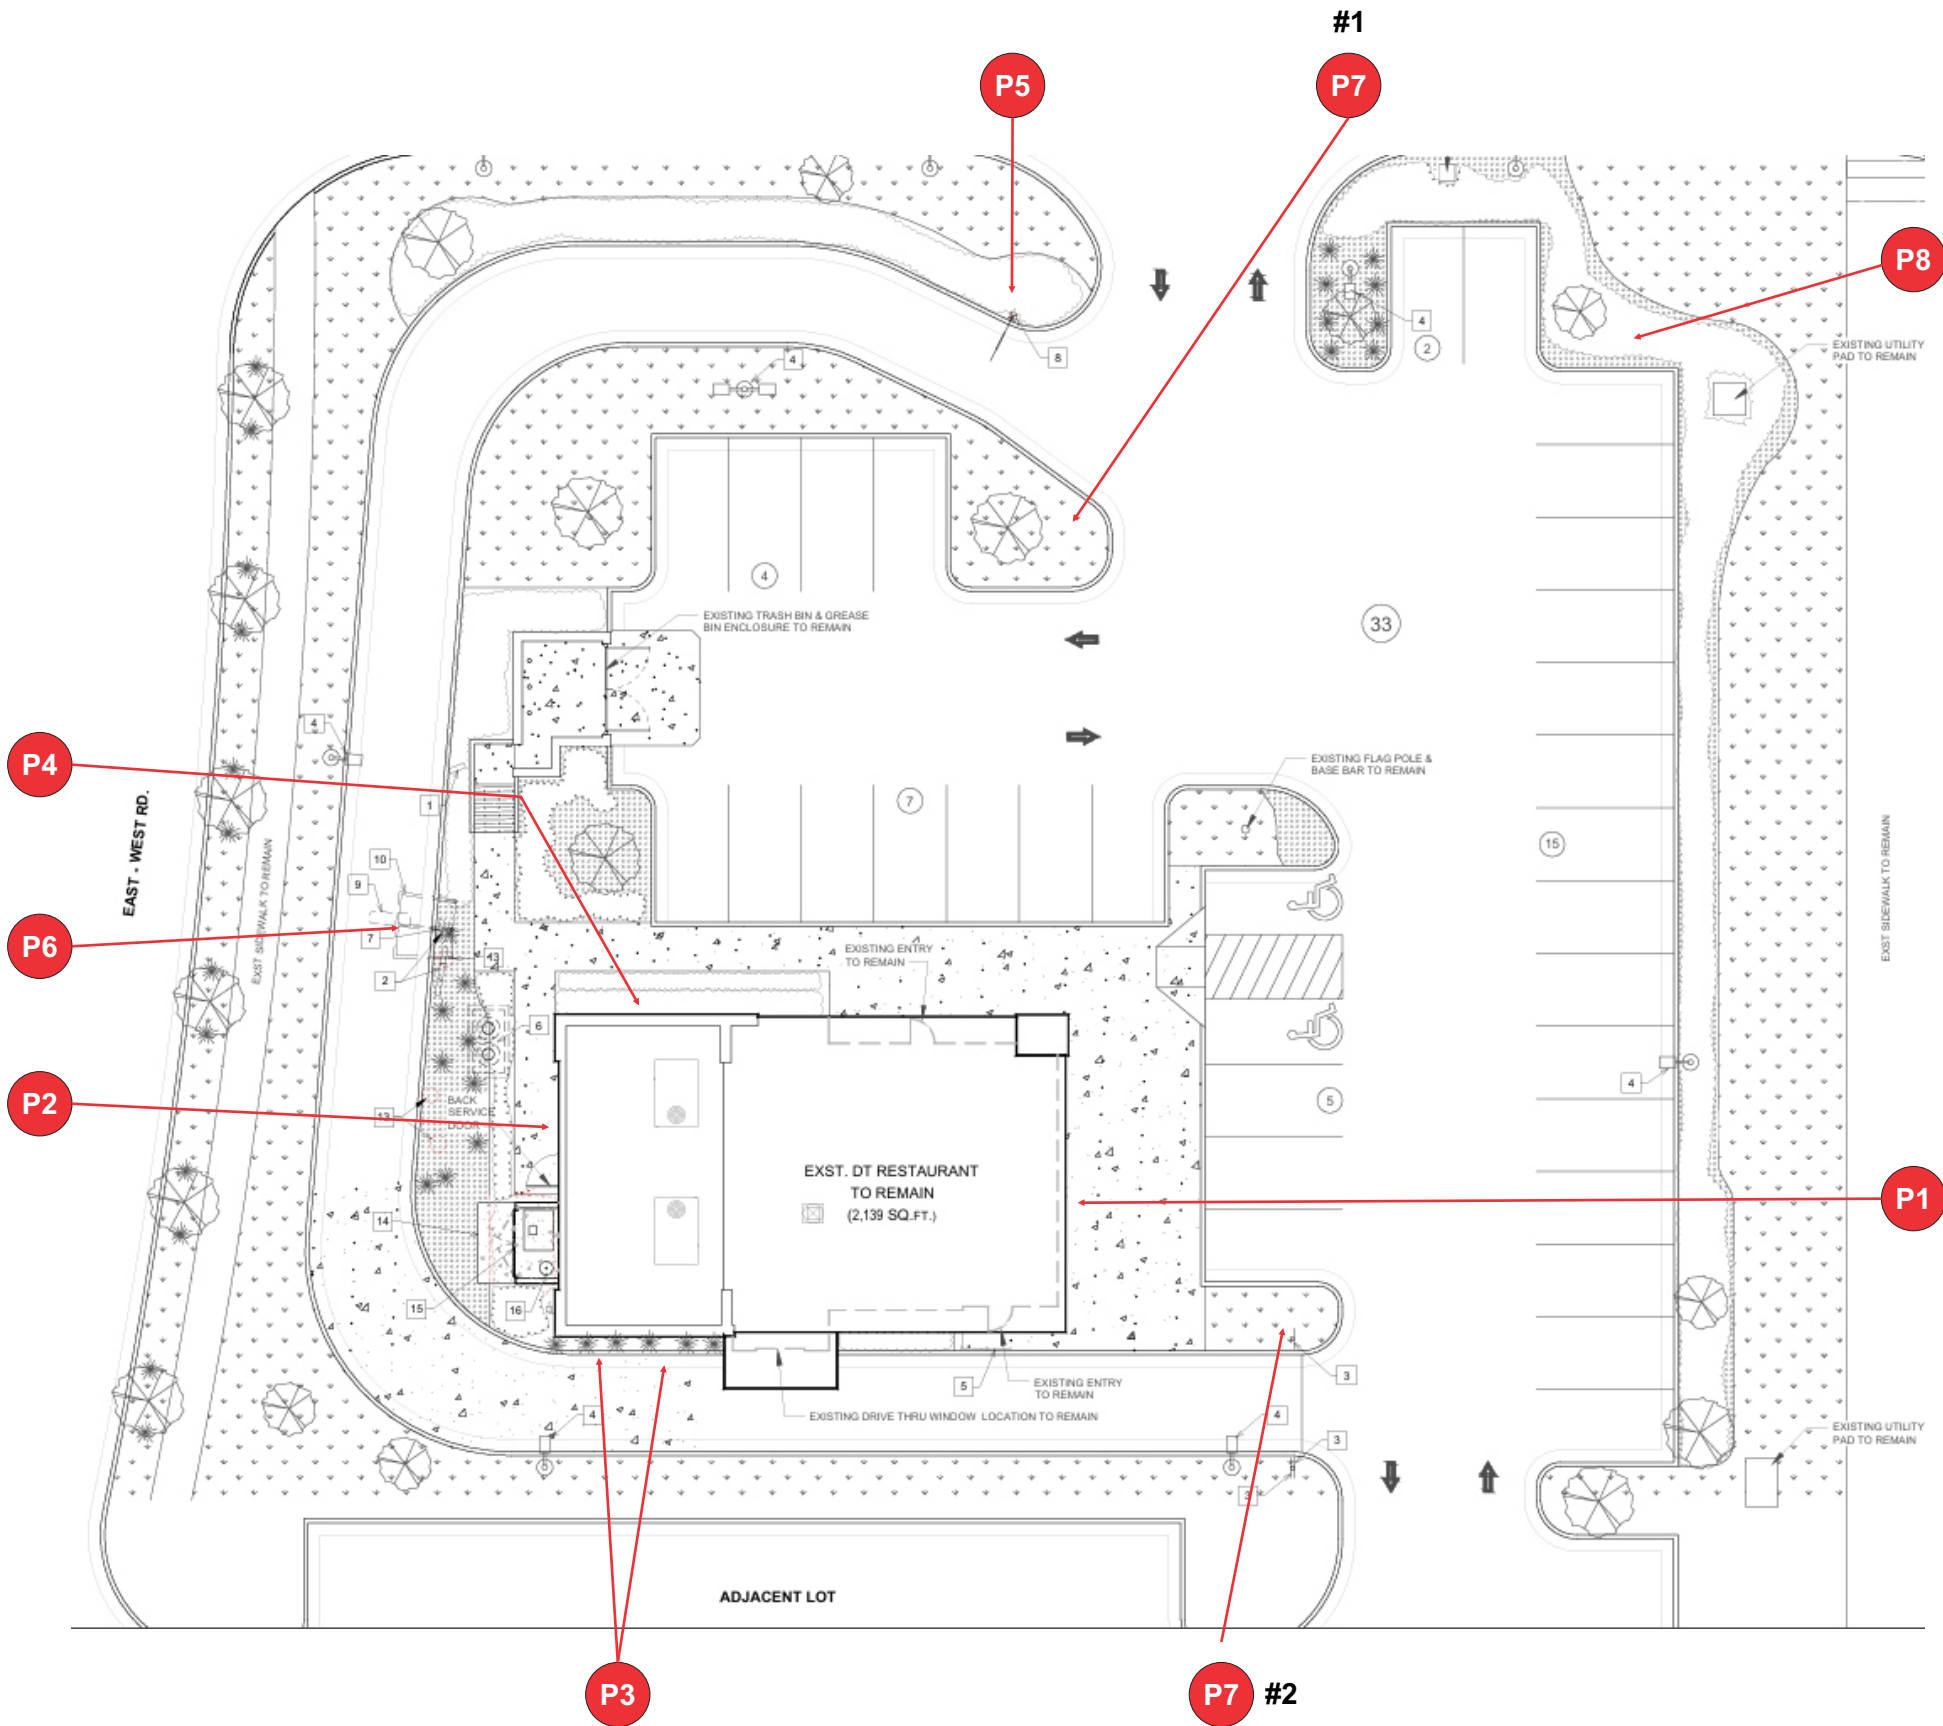 #1
P5
P7
P8
4
2
EXISTING UTILITY
PAD TO REMAIN
8
4
4
EXISTING TRASH BIN & GREASE
BIN ENCLOSURE TO REMAIN
33
4
P4
EXISTING FLAG POLE &
BASE BAR TO REMAIN
1
7
15
EAST - WEST RD.
EXST SIDEWALK TO REMAIN
EXST SIDEWALK TO REMAIN
10
9
P6
7
EXISTING ENTRY
TO REMAIN
13
2
6
P2
BACK
SERVICE
DOOR
13
4
5
EXST. DT RESTAURANT
TO REMAIN
(2,139 SQ.FT.)
P1
14
15
16
3
5
EXISTING ENTRY
TO REMAIN
EXISTING DRIVE THRU WINDOW LOCATION TO REMAIN
4
4
3
EXISTING UTILITY
PAD TO REMAIN
3
ADJACENT LOT
P3
P7 #2